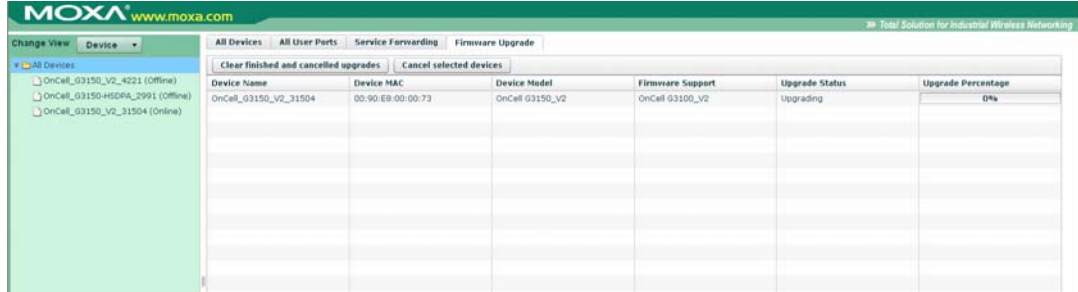 MOXA® www.moxa.com
Total Solution for Industrial Wireless Networking
Change View Device
All Devices All User Ports Service Forwarding Firmware Upgrade
All Devices
OnCell_G3150_V2_4221 (Offline)
OnCell_G3150-HSDPA_2991 (Offline)
OnCell_G3150_V2_31504 (Online)
Clear finished and cancelled upgrades Cancel selected devices
Device Name Device MAC Device Model Firmware Support Upgrade Status Upgrade Percentage
OnCell_G3150_V2_31504 00:90:E8:00:00:73 OnCell G3150_V2 OnCell G3100_V2 Upgrading 0%